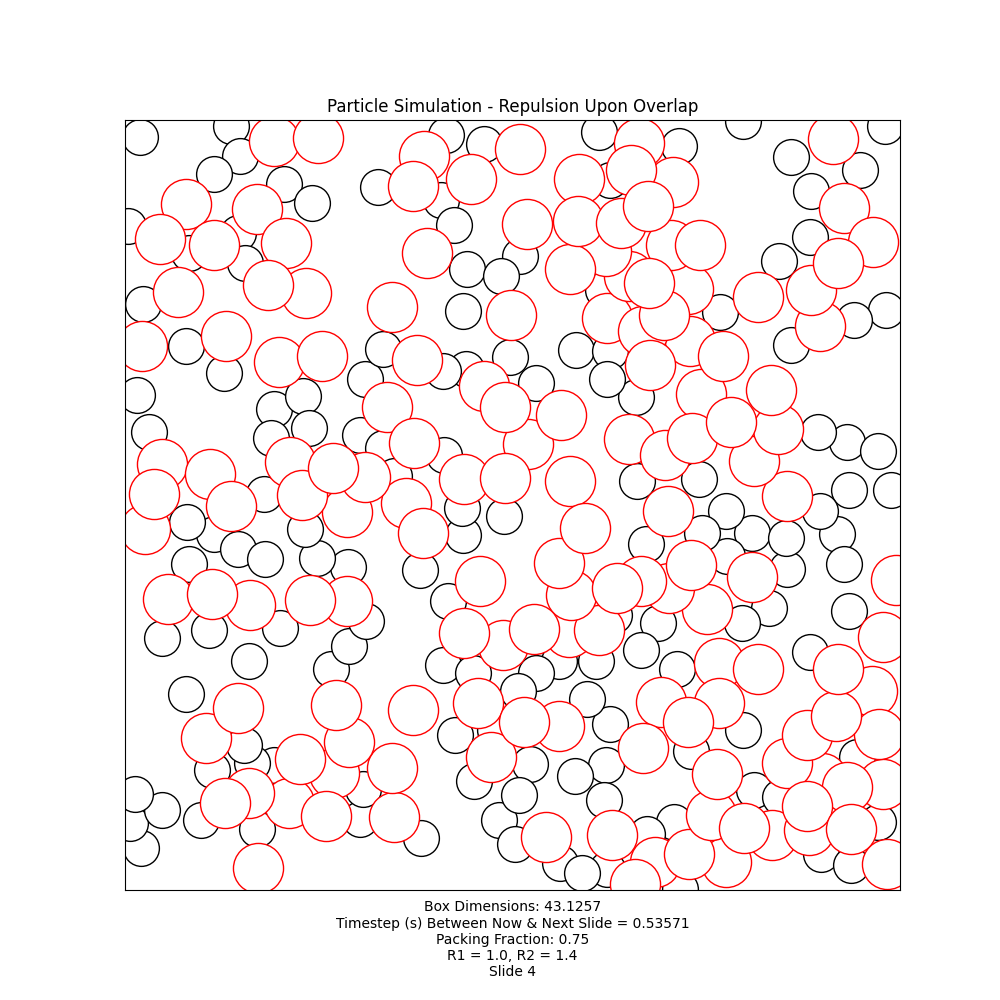 Particle Simulation - Repulsion Upon Overlap
Box Dimensions: 43.1257
Timestep (s) Between Now & Next Slide = 0.53571
Packing Fraction: 0.75
R1 = 1.0, R2 = 1.4
Slide 4